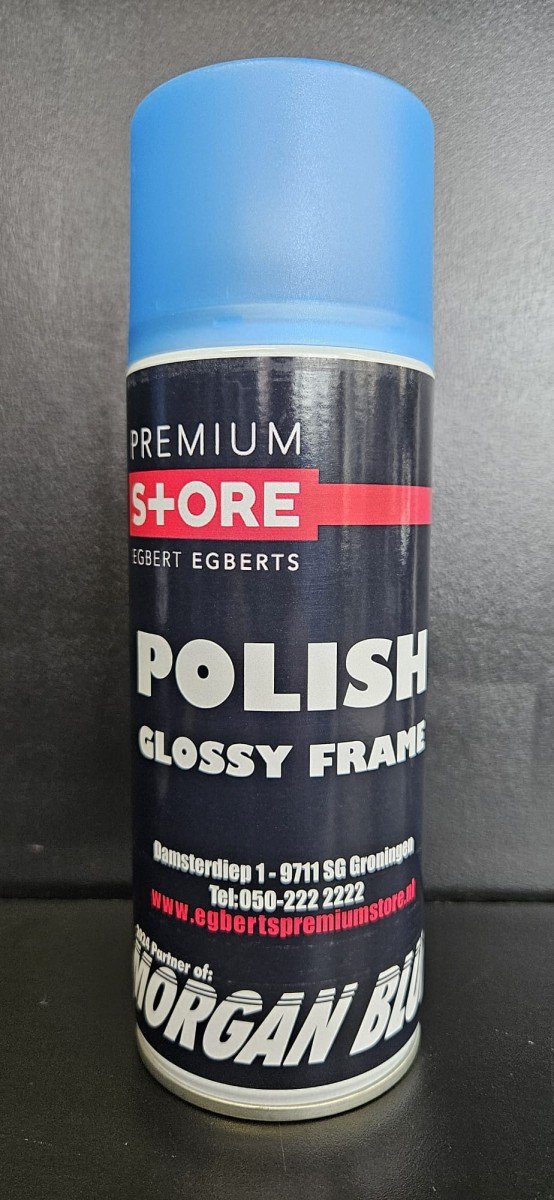 PREMIUM
STORE
EGBERT EGBERTS
POLISH
GLOSSY FRAME
Damsterdiep 1 - 9711 SG Groningen
Tel:050-222 2222
www.egbertspremiumstore.nl
2024 Partner of:
MORGAN BLU